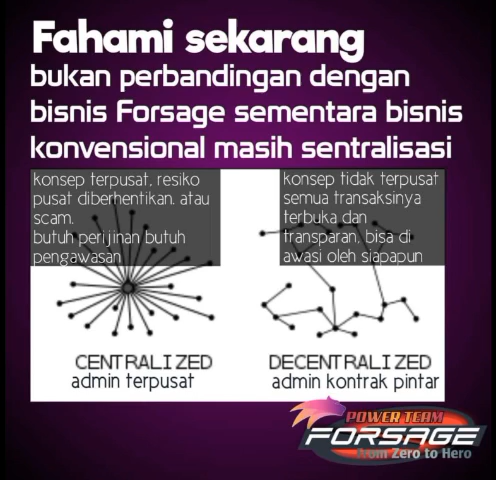 Fahami sekarang
bukan perbandingan dengan
bisnis Forsage sementara bisnis
konvensional masih sentralisasi
konsep terpusat, resiko
pusat diberhentikan. atau
scam.
butuh perijinan butuh
pengawasan
konsep tidak terpusat
semua transaksinya
terbuka dan
transparan, bisa di
awasi oleh siapapun
CENTRALIZED
admin terpusat
DECENTRALIZED
admin kontrak pintar
POWER TEAM
FORSAGE
from Zero to Hero